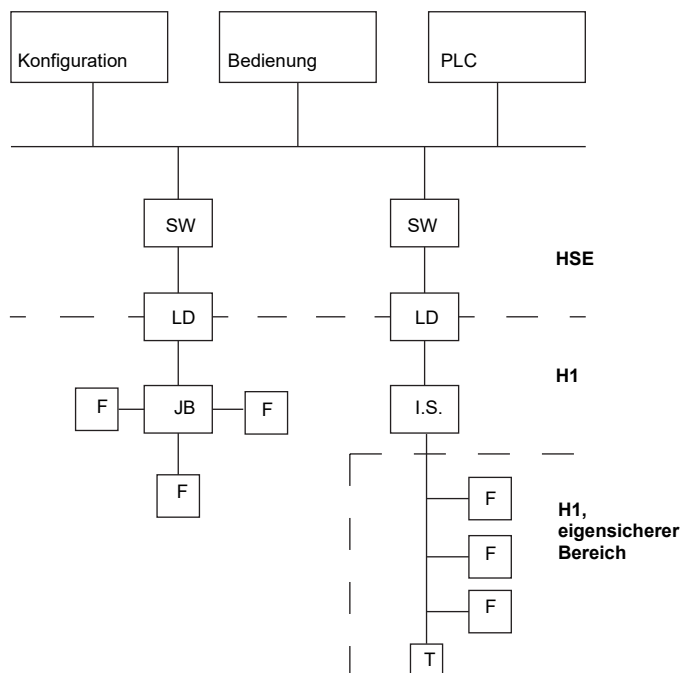 Konfiguration
Bedienung
PLC
SW
SW
HSE
LD
LD
H1
F
JB
F
I.S.
F
F
H1,
eigensicherer
Bereich
F
F
T